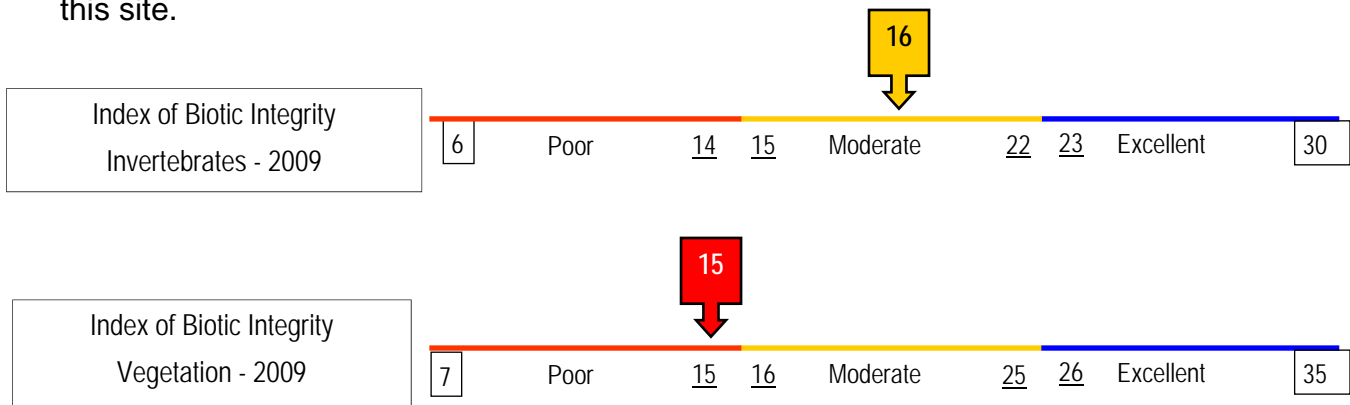 this site.
16
Index of Biotic Integrity
Invertebrates - 2009
6 Poor 14 15 Moderate 22 23 Excellent 30
15
Index of Biotic Integrity
Vegetation - 2009
7 Poor 15 16 Moderate 25 26 Excellent 35